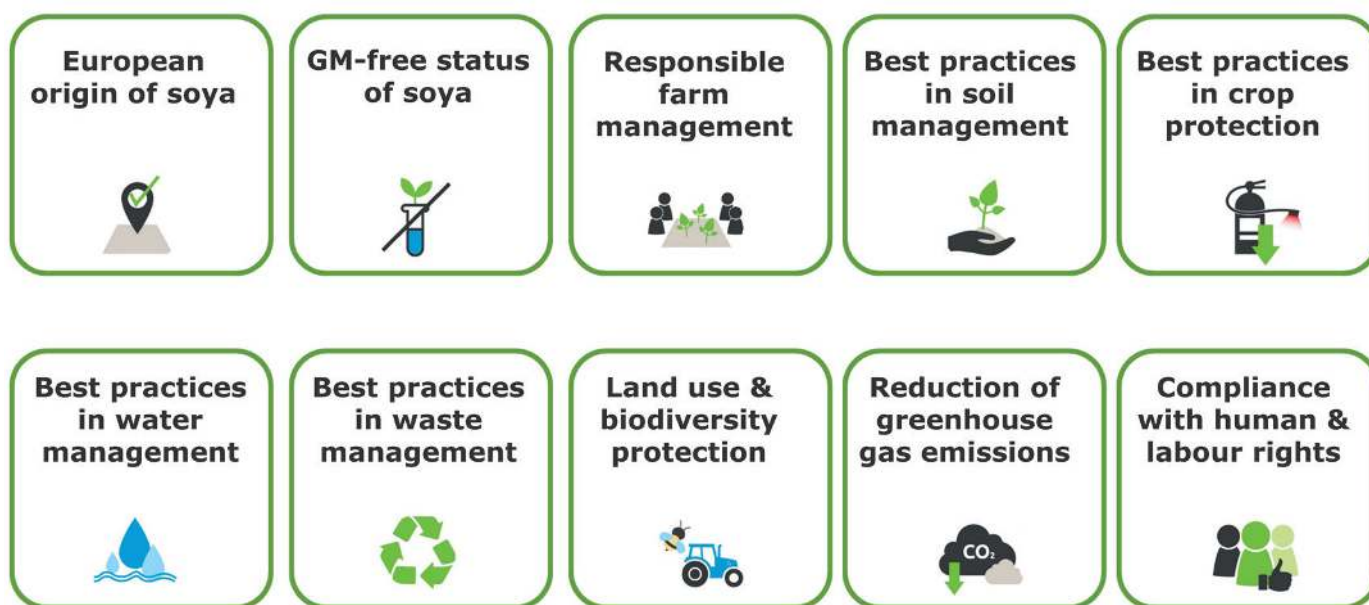 European
origin of soya
GM-free status
of soya
Responsible
farm
management
Best practices
in soil
management
Best practices
in crop
protection
Best practices
in water
management
Best practices
in waste
management
Land use &
biodiversity
protection
Reduction of
greenhouse
gas emissions
CO₂
Compliance
with human &
labour rights